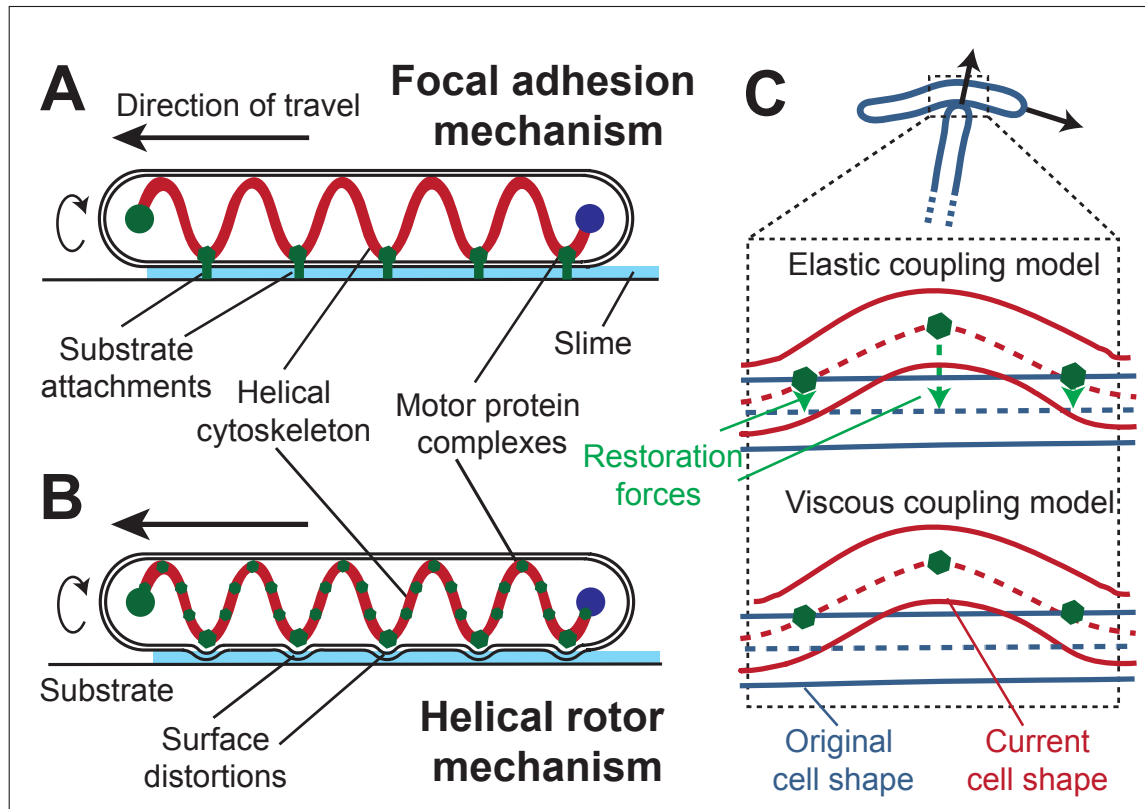 A
Direction of travel
Focal adhesion
mechanism
Substrate
attachments
Helical
cytoskeleton
Motor protein
complexes
Slime
B
Substrate
Surface
distortions
Helical rotor
mechanism
C
Elastic coupling model
Restoration
forces
Viscous coupling model
Original
cell shape
Current
cell shape